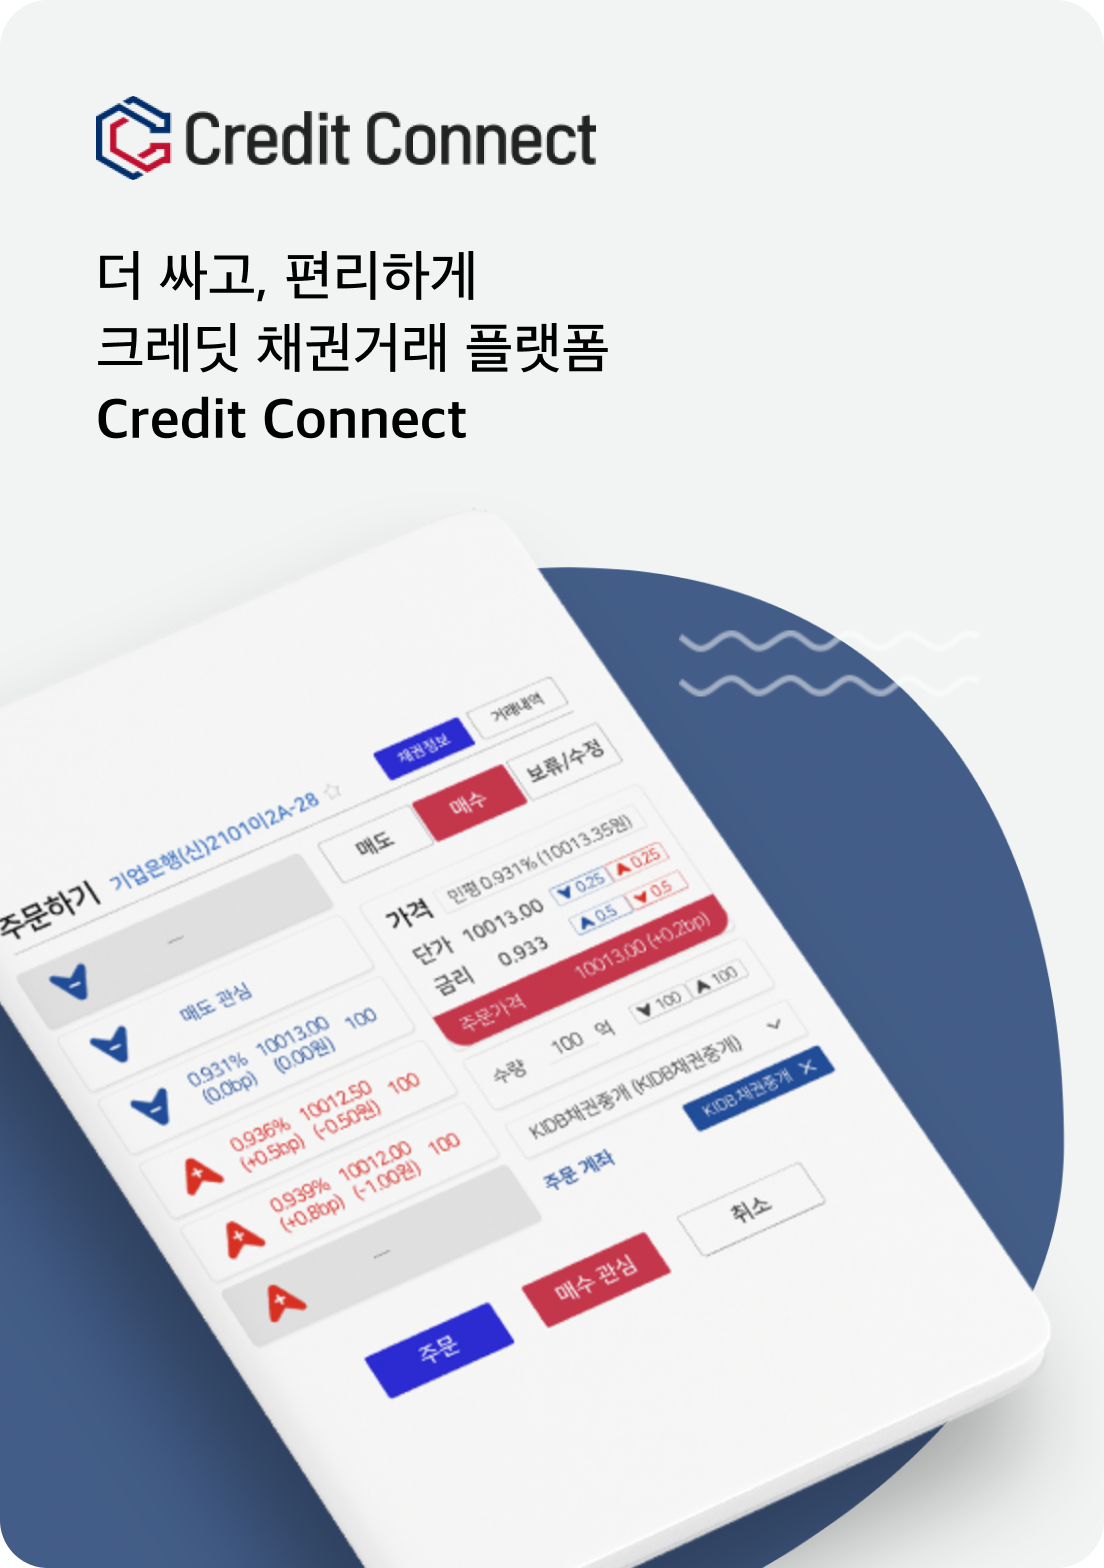 Credit Connect
더 싸고, 편리하게
크레딧 채권거래 플랫폼
Credit Connect
채권정보
거래내역
주문하기
기업은행(신)2101이2A-28
매도
매수
보류/수정
매도 관심
0.931% 10013.00 100
(0.0bp) (0.00원)
0.936% 10012.50 100
(+0.5bp) (-0.50원)
0.939% 10012.00 100
(+0.8bp) (-1.00원)
가격
민평 0.931% (10013.35원)
단가 10013.00
0.25 0.25
금리 0.933
0.5 0.5
주문가격 10013.00 (+0.2bp)
수량 100 억
100 100
KIDB채권중개 (KIDB채권중개)
주문 계좌
KIDB채권중개
주문
매수 관심
취소